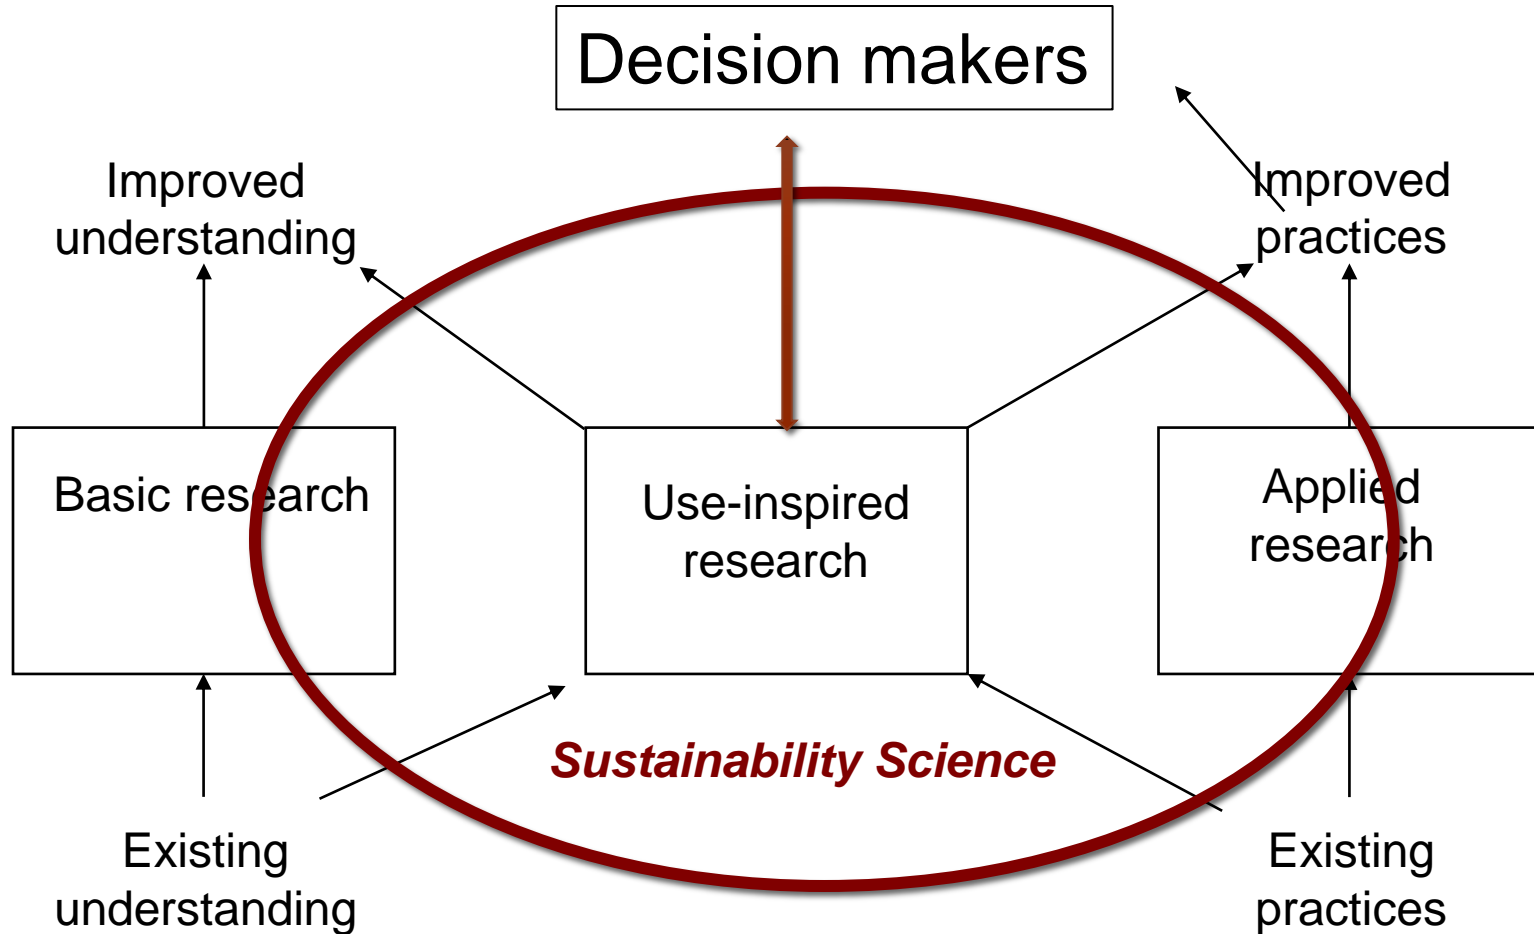 Decision makers
Improved
understanding
Improved
practices
Basic research
Use-inspired
research
Applied
research
Sustainability Science
Existing
understanding
Existing
practices